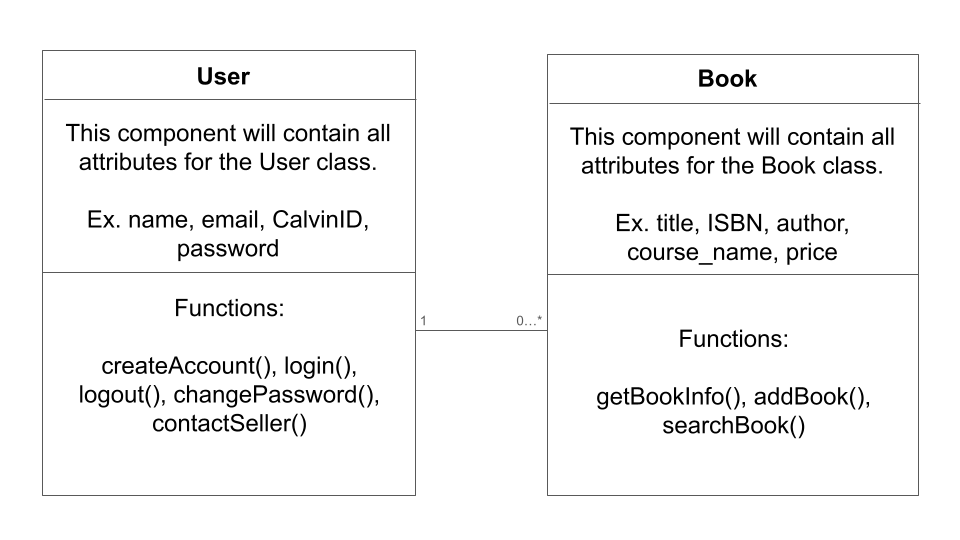 User
This component will contain all
attributes for the User class.
Ex. name, email, CalvinID,
password
Functions:
createAccount(), login(),
logout(), changePassword(),
contactSeller()
1
0...*
Book
This component will contain all
attributes for the Book class.
Ex. title, ISBN, author,
course_name, price
Functions:
getBookInfo(), addBook(),
searchBook()